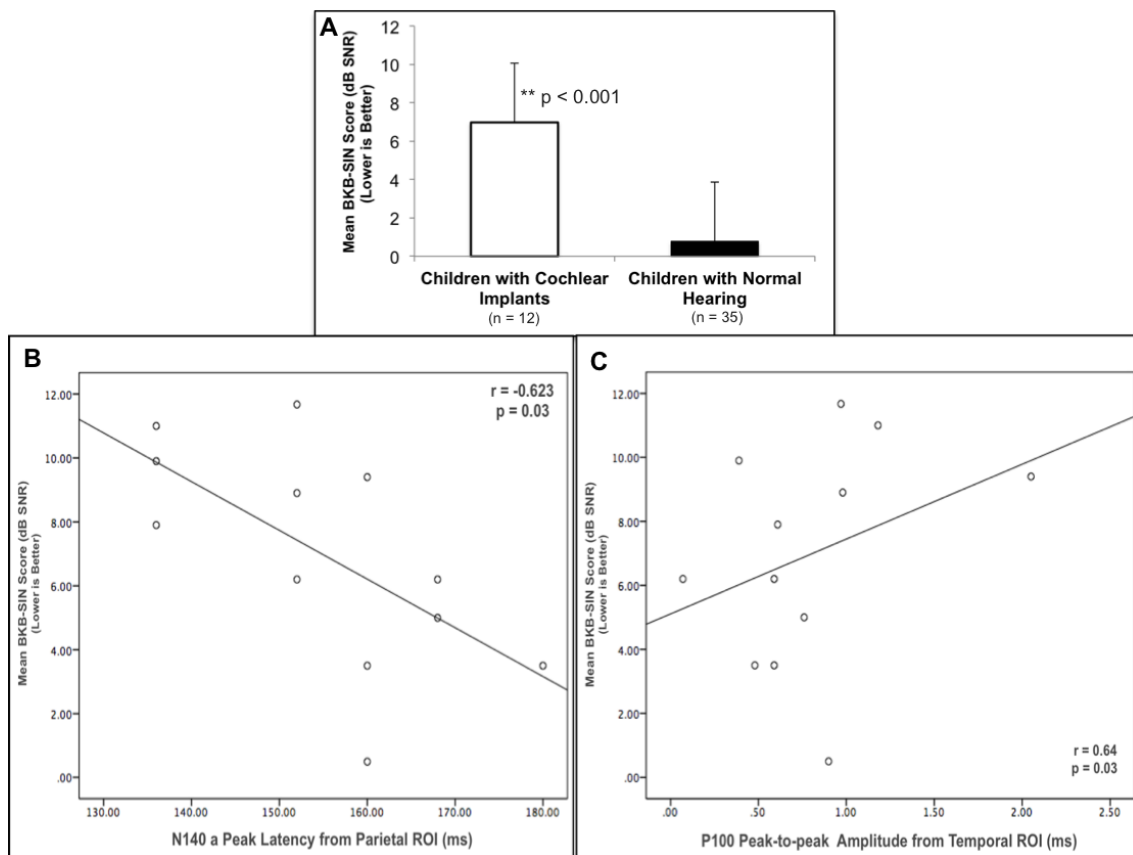 A
Mean BKB-SIN Score (dB SNR)
(Lower is Better)
12
10
8
6
4
2
0
** p < 0.001
Children with Cochlear
Implants
(n = 12)
Children with Normal
Hearing
(n = 35)
B
Mean BKB-SIN Score (dB SNR)
(Lower is Better)
12.00
10.00
8.00
6.00
4.00
2.00
.00
r = -0.623
p = 0.03
130.00 140.00 150.00 160.00 170.00 180.00
N140 a Peak Latency from Parietal ROI (ms)
C
Mean BKB-SIN Score (dB SNR)
(Lower is Better)
12.00
10.00
8.00
6.00
4.00
2.00
.00
r = 0.64
p = 0.03
.00 .50 1.00 1.50 2.00 2.50
P100 Peak-to-peak Amplitude from Temporal ROI (ms)